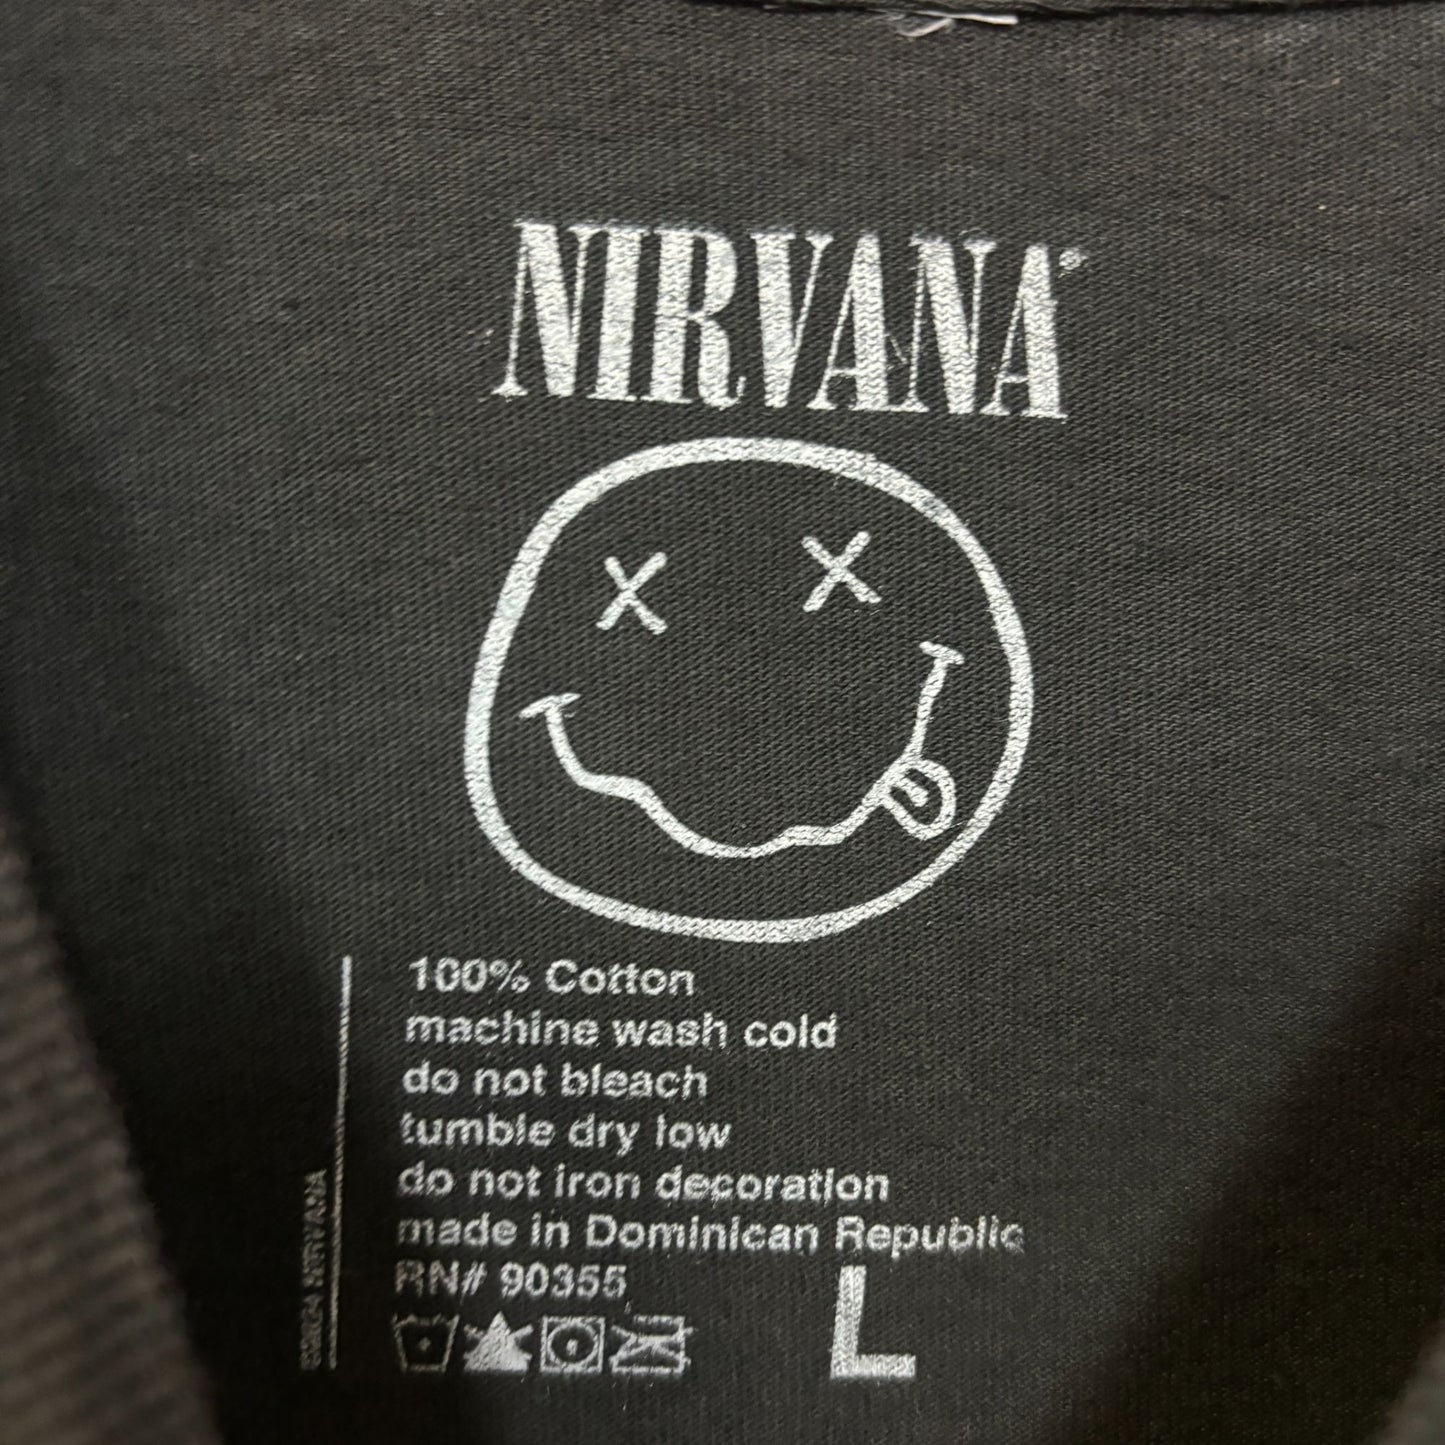 NIRVANA
100% Cotton
machine wash cold
do not bleach
tumble dry low
do not iron decoration
made in Dominican Republic
RN# 90355
L
NIRVANA